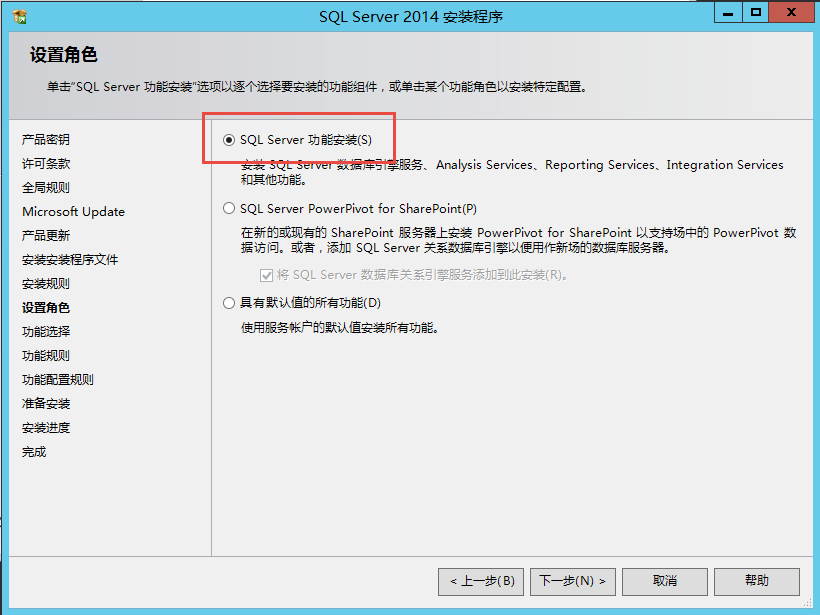 SQL Server 2014 安装程序
设置角色
单击"SQL Server 功能安装"选项以逐个选择要安装的功能组件，或单击某个功能角色以安装特定配置。
产品密钥
许可条款
全局规则
Microsoft Update
产品更新
安装安装程序文件
安装规则
设置角色
功能选择
功能规则
功能配置规则
准备安装
安装进度
完成
SQL Server 功能安装(S)
安装 SQL Server 数据库引擎服务、Analysis Services、Reporting Services、Integration Services
和其他功能。
SQL Server PowerPivot for SharePoint(P)
在新的或现有的 SharePoint 服务器上安装 PowerPivot for SharePoint 以支持场中的 PowerPivot 数
据访问。或者，添加 SQL Server 关系数据库引擎以便用作新场的数据库服务器。
将 SQL Server 数据库关系引擎服务添加到此安装(R)。
具有默认值的所有功能(D)
使用服务帐户的默认值安装所有功能。
< 上一步(B)
下一步(N) >
取消
帮助